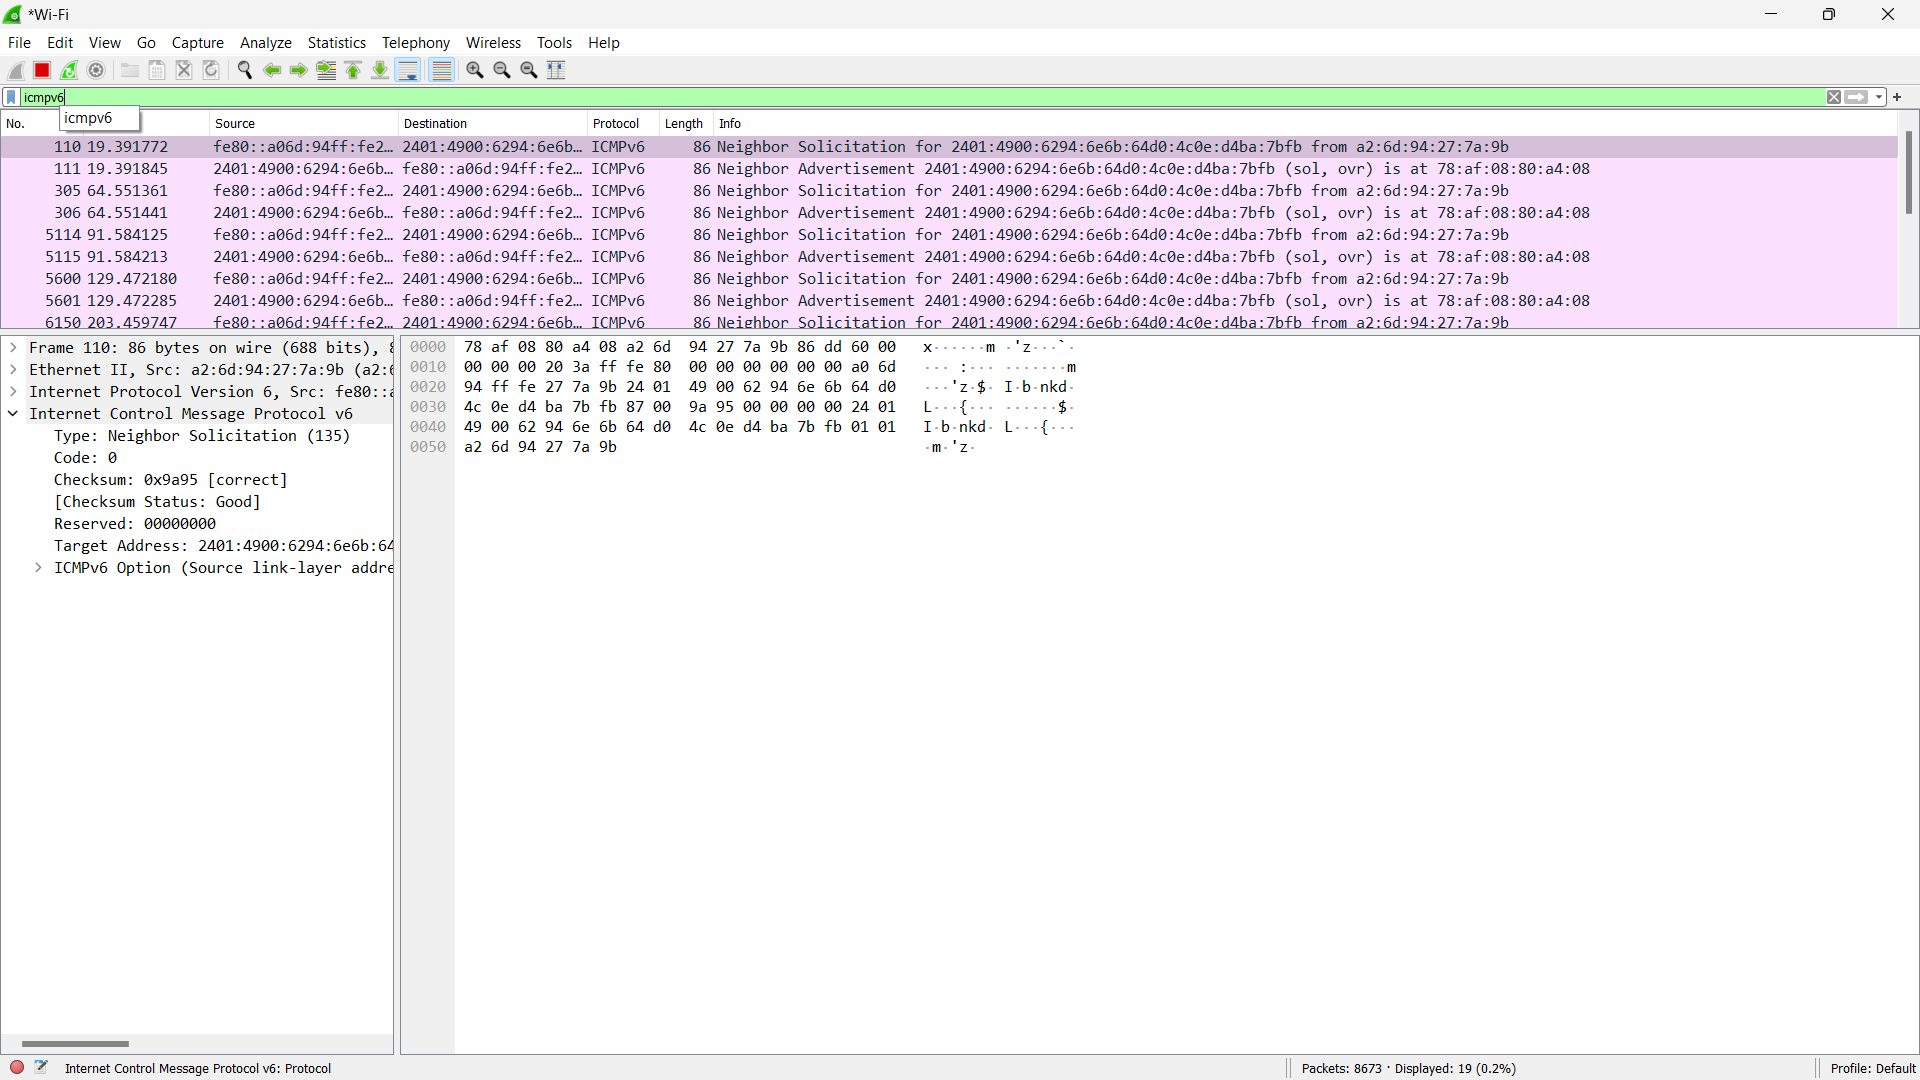 *Wi-Fi
File Edit View Go Capture Analyze Statistics Telephony Wireless Tools Help
icmpv6
icmpv6
No. Source Destination Protocol Length Info
110 19.391772 fe80::a06d:94ff:fe2… 2401:4900:6294:6e6b… ICMPv6 86 Neighbor Solicitation for 2401:4900:6294:6e6b:64d0:4c0e:d4ba:7bfb from a2:6d:94:27:7a:9b
111 19.391845 2401:4900:6294:6e6b… fe80::a06d:94ff:fe2… ICMPv6 86 Neighbor Advertisement 2401:4900:6294:6e6b:64d0:4c0e:d4ba:7bfb (sol, ovr) is at 78:af:08:80:a4:08
305 64.551361 fe80::a06d:94ff:fe2… 2401:4900:6294:6e6b… ICMPv6 86 Neighbor Solicitation for 2401:4900:6294:6e6b:64d0:4c0e:d4ba:7bfb from a2:6d:94:27:7a:9b
306 64.551441 2401:4900:6294:6e6b… fe80::a06d:94ff:fe2… ICMPv6 86 Neighbor Advertisement 2401:4900:6294:6e6b:64d0:4c0e:d4ba:7bfb (sol, ovr) is at 78:af:08:80:a4:08
5114 91.584125 fe80::a06d:94ff:fe2… 2401:4900:6294:6e6b… ICMPv6 86 Neighbor Solicitation for 2401:4900:6294:6e6b:64d0:4c0e:d4ba:7bfb from a2:6d:94:27:7a:9b
5115 91.584213 2401:4900:6294:6e6b… fe80::a06d:94ff:fe2… ICMPv6 86 Neighbor Advertisement 2401:4900:6294:6e6b:64d0:4c0e:d4ba:7bfb (sol, ovr) is at 78:af:08:80:a4:08
5600 129.472180 fe80::a06d:94ff:fe2… 2401:4900:6294:6e6b… ICMPv6 86 Neighbor Solicitation for 2401:4900:6294:6e6b:64d0:4c0e:d4ba:7bfb from a2:6d:94:27:7a:9b
5601 129.472285 2401:4900:6294:6e6b… fe80::a06d:94ff:fe2… ICMPv6 86 Neighbor Advertisement 2401:4900:6294:6e6b:64d0:4c0e:d4ba:7bfb (sol, ovr) is at 78:af:08:80:a4:08
6150 203.459747 fe80::a06d:94ff:fe2… 2401:4900:6294:6e6b… ICMPv6 86 Neighbor Solicitation for 2401:4900:6294:6e6b:64d0:4c0e:d4ba:7bfb from a2:6d:94:27:7a:9b
Frame 110: 86 bytes on wire (688 bits),
Ethernet II, Src: a2:6d:94:27:7a:9b (a2:
Internet Protocol Version 6, Src: fe80::
Internet Control Message Protocol v6
Type: Neighbor Solicitation (135)
Code: 0
Checksum: 0x9a95 [correct]
[Checksum Status: Good]
Reserved: 00000000
Target Address: 2401:4900:6294:6e6b:64
ICMPv6 Option (Source link-layer addre
0000 78 af 08 80 a4 08 a2 6d 94 27 7a 9b 86 dd 60 00 x······m ·'z···`·
0010 00 00 00 20 3a ff fe 80 00 00 00 00 00 00 a0 6d ··· :··· ·······m
0020 94 ff fe 27 7a 9b 24 01 49 00 62 94 6e 6b 64 d0 ···'z·$· I·b·nkd·
0030 4c 0e d4 ba 7b fb 87 00 9a 95 00 00 00 00 24 01 L···{··· ······$·
0040 49 00 62 94 6e 6b 64 d0 4c 0e d4 ba 7b fb 01 01 I·b·nkd· L···{···
0050 a2 6d 94 27 7a 9b ·m·'z·
Internet Control Message Protocol v6: Protocol
Packets: 8673 · Displayed: 19 (0.2%)
Profile: Default